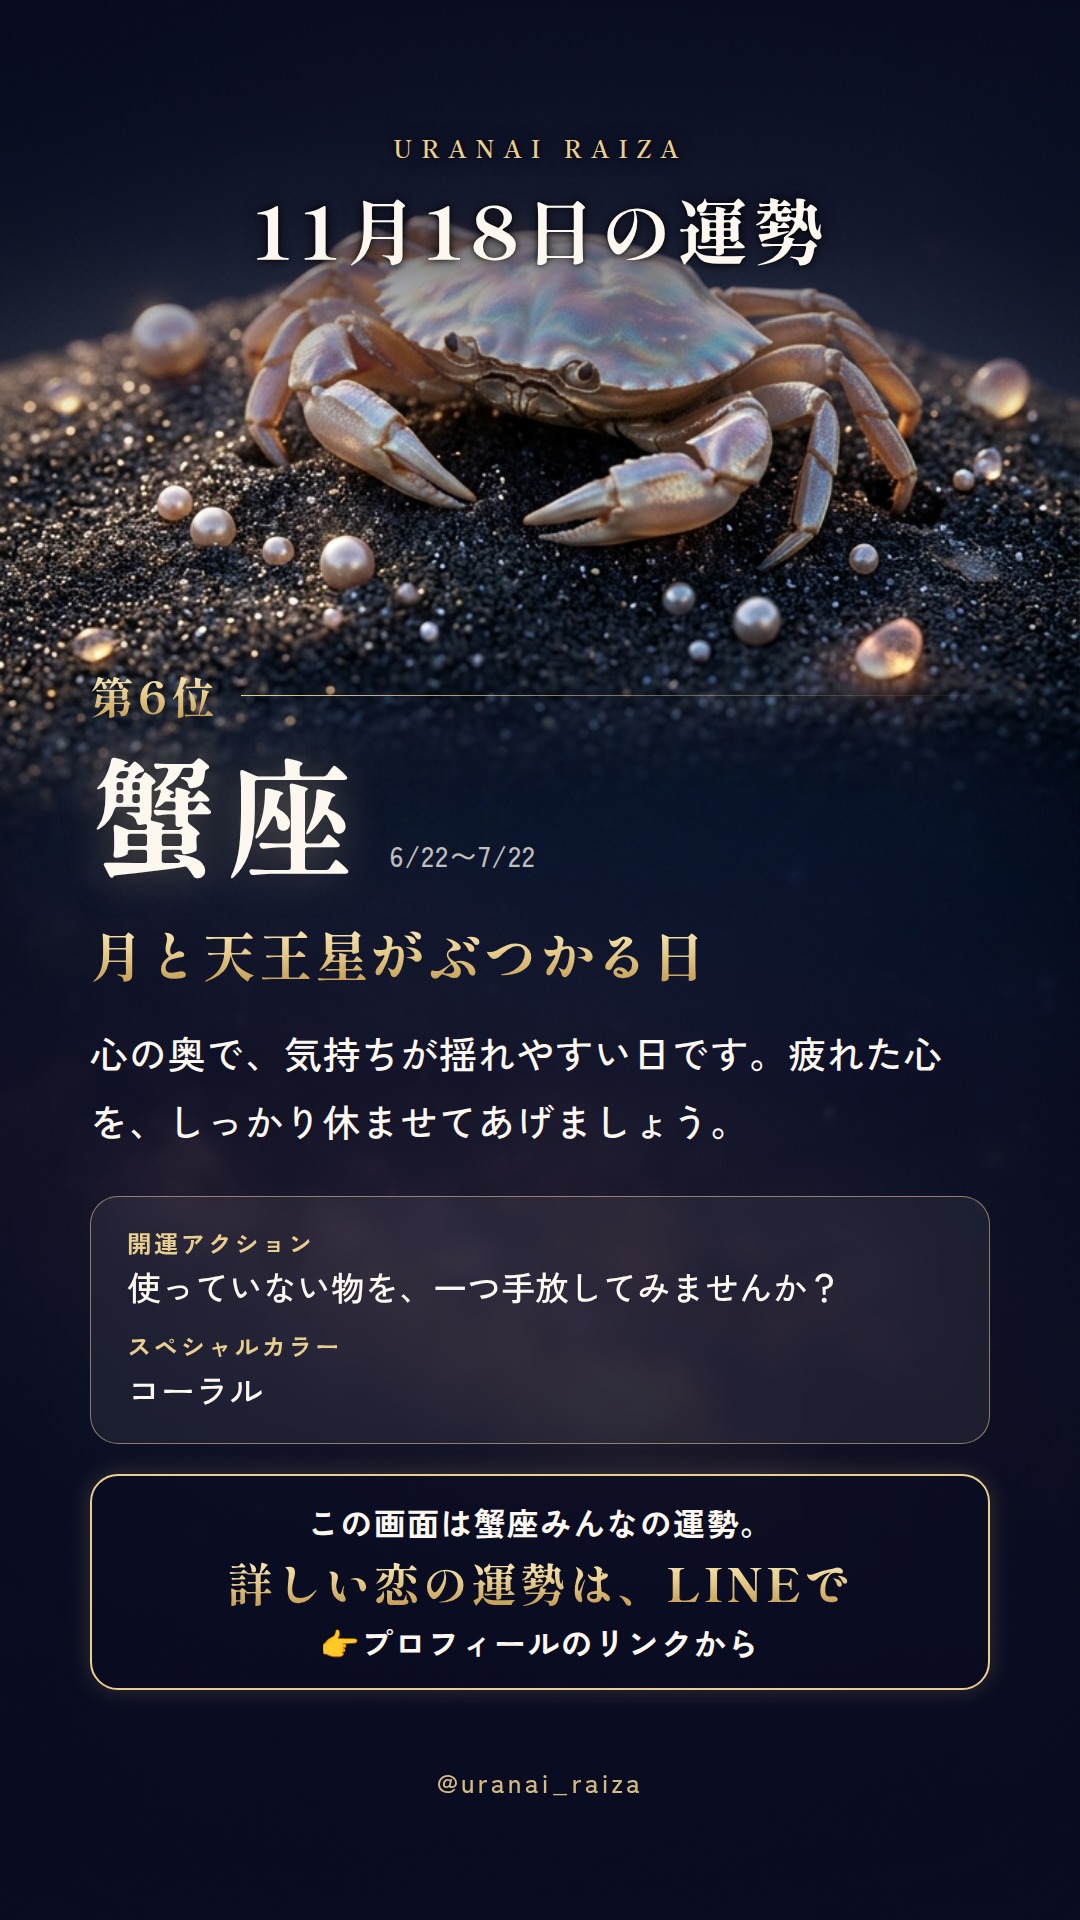 URANAI RAIZA
11月18日の運勢
第6位
蟹座 6/22〜7/22
月と天王星がぶつかる日
心の奥で、気持ちが揺れやすい日です。疲れた心
を、しっかり休ませてあげましょう。
開運アクション
使っていない物を、一つ手放してみませんか？
スペシャルカラー
コーラル
この画面は蟹座みんなの運勢。
詳しい恋の運勢は、LINEで
👉プロフィールのリンクから
@uranai_raiza